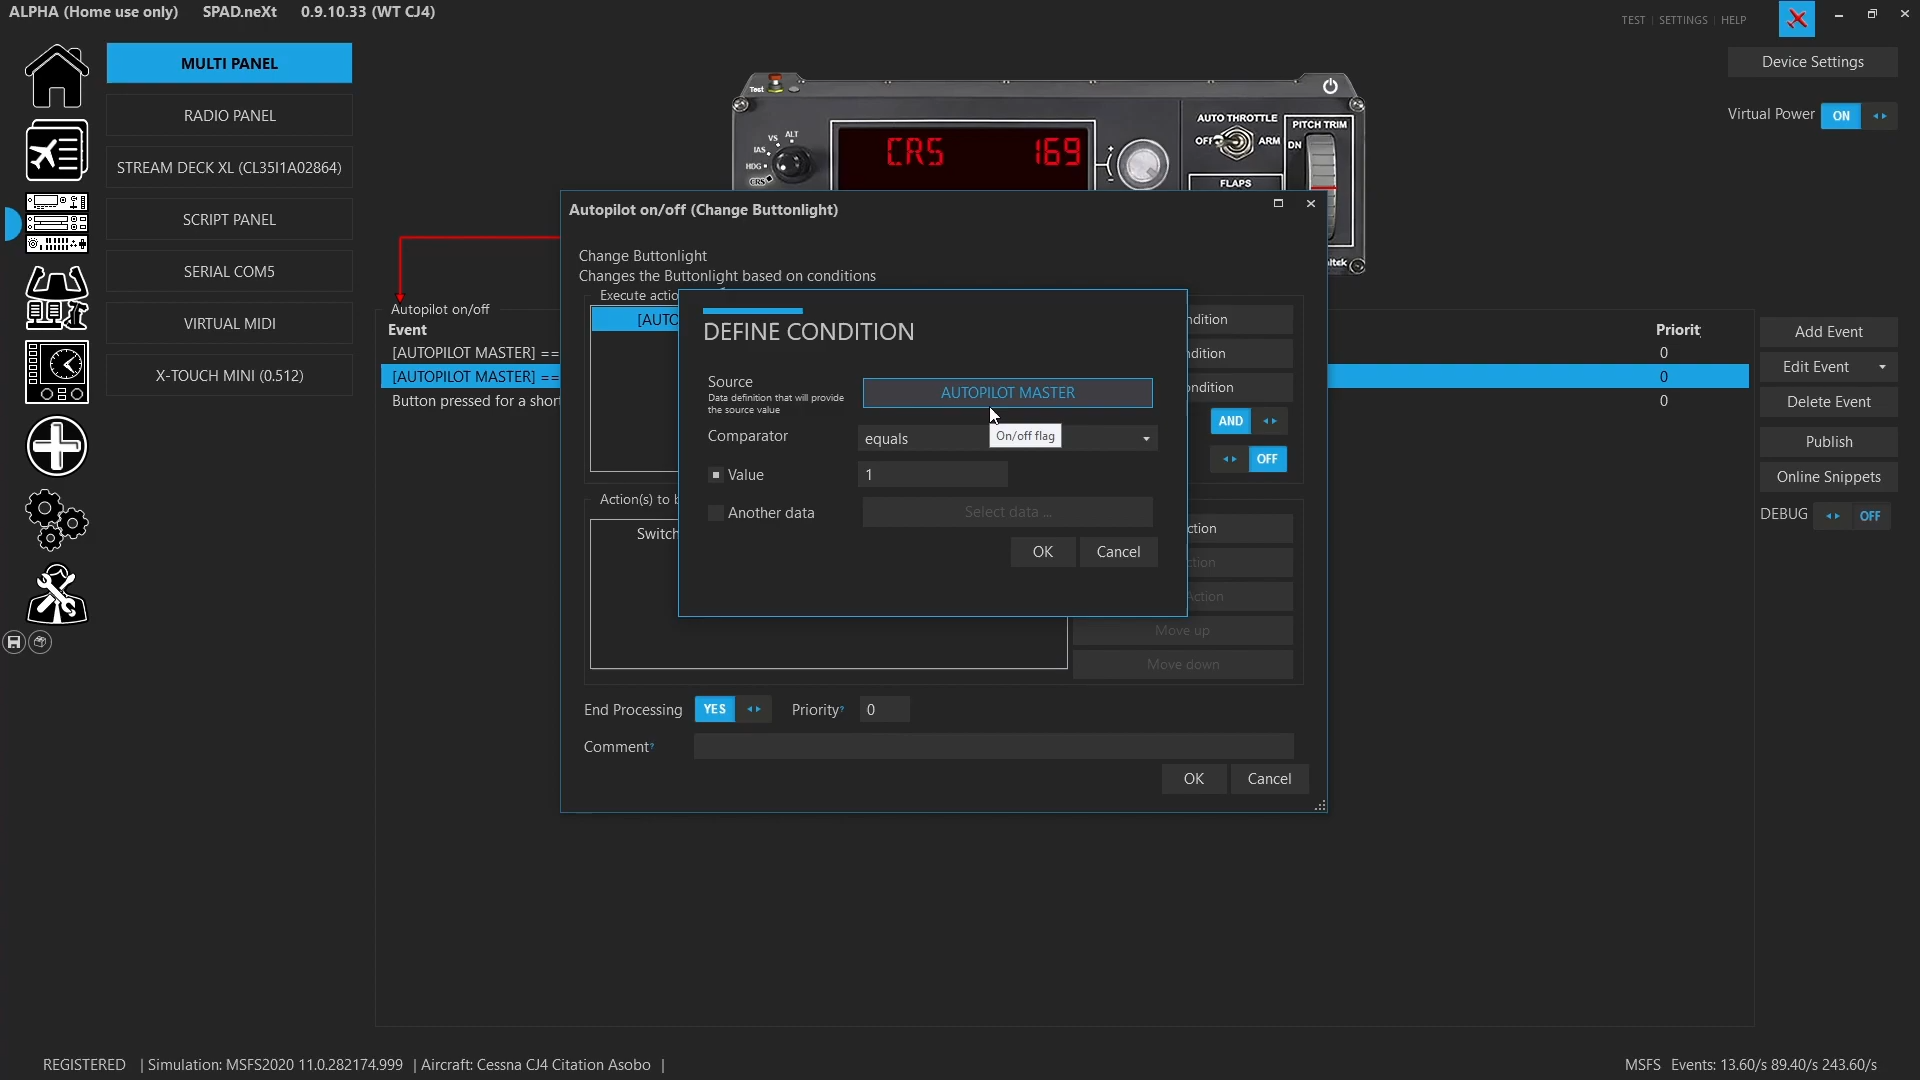 ALPHA (Home use only) SPAD.neXt 0.9.10.33 (WT CJ4)
TEST | SETTINGS | HELP
MULTI PANEL
RADIO PANEL
STREAM DECK XL (CL35I1A02864)
SCRIPT PANEL
SERIAL COM5
VIRTUAL MIDI
X-TOUCH MINI (0.512)
Device Settings
Virtual Power ON
Test
ALT
VS
IAS
HDG
CRS
CRS 169
+
−
AUTO THROTTLE
OFF ARM
PITCH TRIM
DN
FLAPS
Autopilot on/off (Change Buttonlight)
Change Buttonlight
Changes the Buttonlight based on conditions
Execute actio
[AUTO
ndition
ndition
ondition
AND
OFF
Autopilot on/off
Event
Priorit
[AUTOPILOT MASTER] ==
0
[AUTOPILOT MASTER] ==
0
Button pressed for a shor
0
DEFINE CONDITION
Source
Data definition that will provide
the source value
AUTOPILOT MASTER
Comparator
equals
On/off flag
Value
1
Another data
Select data ...
OK
Cancel
Action(s) to b
Switch
ction
ction
Action
Move up
Move down
End Processing YES
Priority? 0
Comment?
OK
Cancel
Add Event
Edit Event
Delete Event
Publish
Online Snippets
DEBUG OFF
REGISTERED | Simulation: MSFS2020 11.0.282174.999 | Aircraft: Cessna CJ4 Citation Asobo |
MSFS Events: 13.60/s 89.40/s 243.60/s